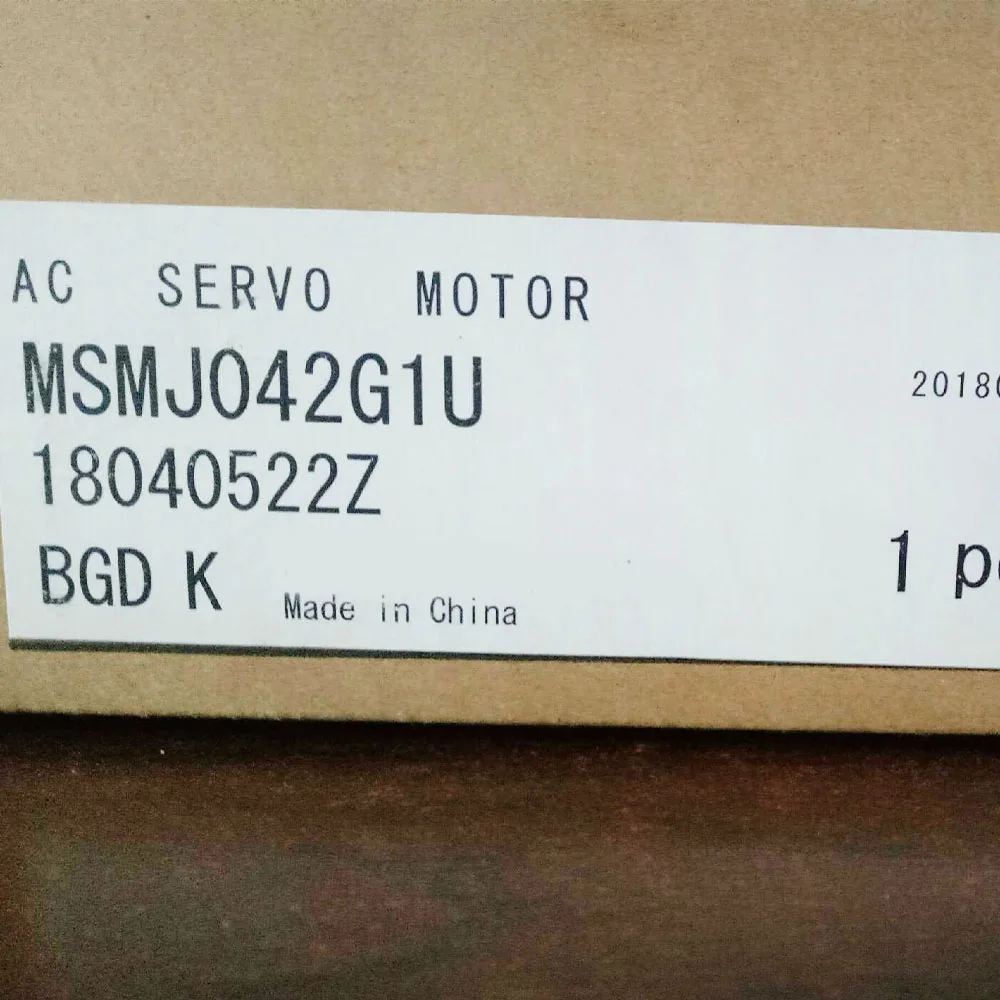 AC SERVO MOTOR
MSMJ042G1U
20180
18040522Z
BGD K
1 p
Made in China